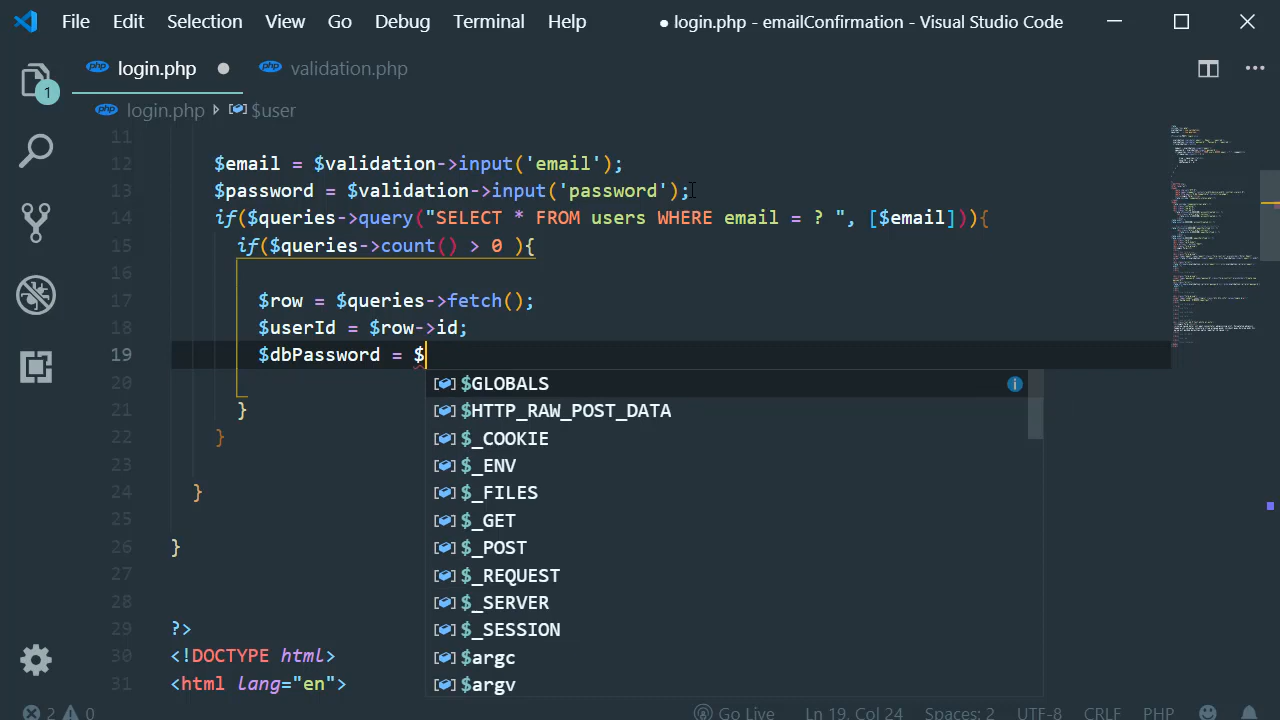 File Edit Selection View Go Debug Terminal Help ● login.php - emailConfirmation - Visual Studio Code
php login.php ● php validation.php
1
php login.php $user
11
12 $email = $validation->input('email');
13 $password = $validation->input('password');
14 if($queries->query("SELECT * FROM users WHERE email = ? ", [$email])){
15 if($queries->count() > 0 ){
16
17 $row = $queries->fetch();
18 $userId = $row->id;
19 $dbPassword = $
20 $GLOBALS
$HTTP_RAW_POST_DATA
21 }
$_COOKIE
22 }
$_ENV
23
$_FILES
24 }
$_GET
25
$_POST
26 }
$_REQUEST
27
$_SERVER
28
$_SESSION
29 ?>
$argc
30 <!DOCTYPE html>
$argv
31 <html lang="en">
2 0 Go Live Ln 19, Col 24 Spaces: 2 UTF-8 CRLF PHP